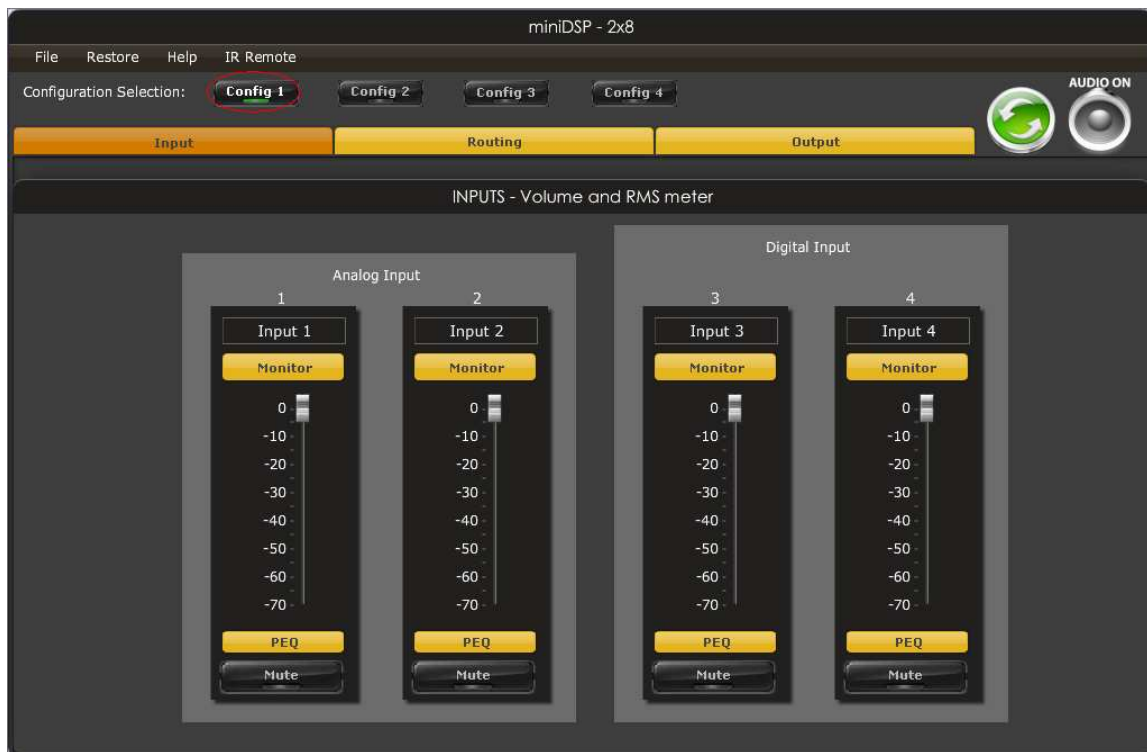 miniDSP - 2x8
File Restore Help IR Remote
Configuration Selection: Config 1 Config 2 Config 3 Config 4
AUDIO ON
Input Routing Output
INPUTS - Volume and RMS meter
Analog Input
Digital Input
1 2 3 4
Input 1 Input 2 Input 3 Input 4
Monitor Monitor Monitor Monitor
0 0 0 0
-10 -10 -10 -10
-20 -20 -20 -20
-30 -30 -30 -30
-40 -40 -40 -40
-50 -50 -50 -50
-60 -60 -60 -60
-70 -70 -70 -70
PEQ PEQ PEQ PEQ
Mute Mute Mute Mute